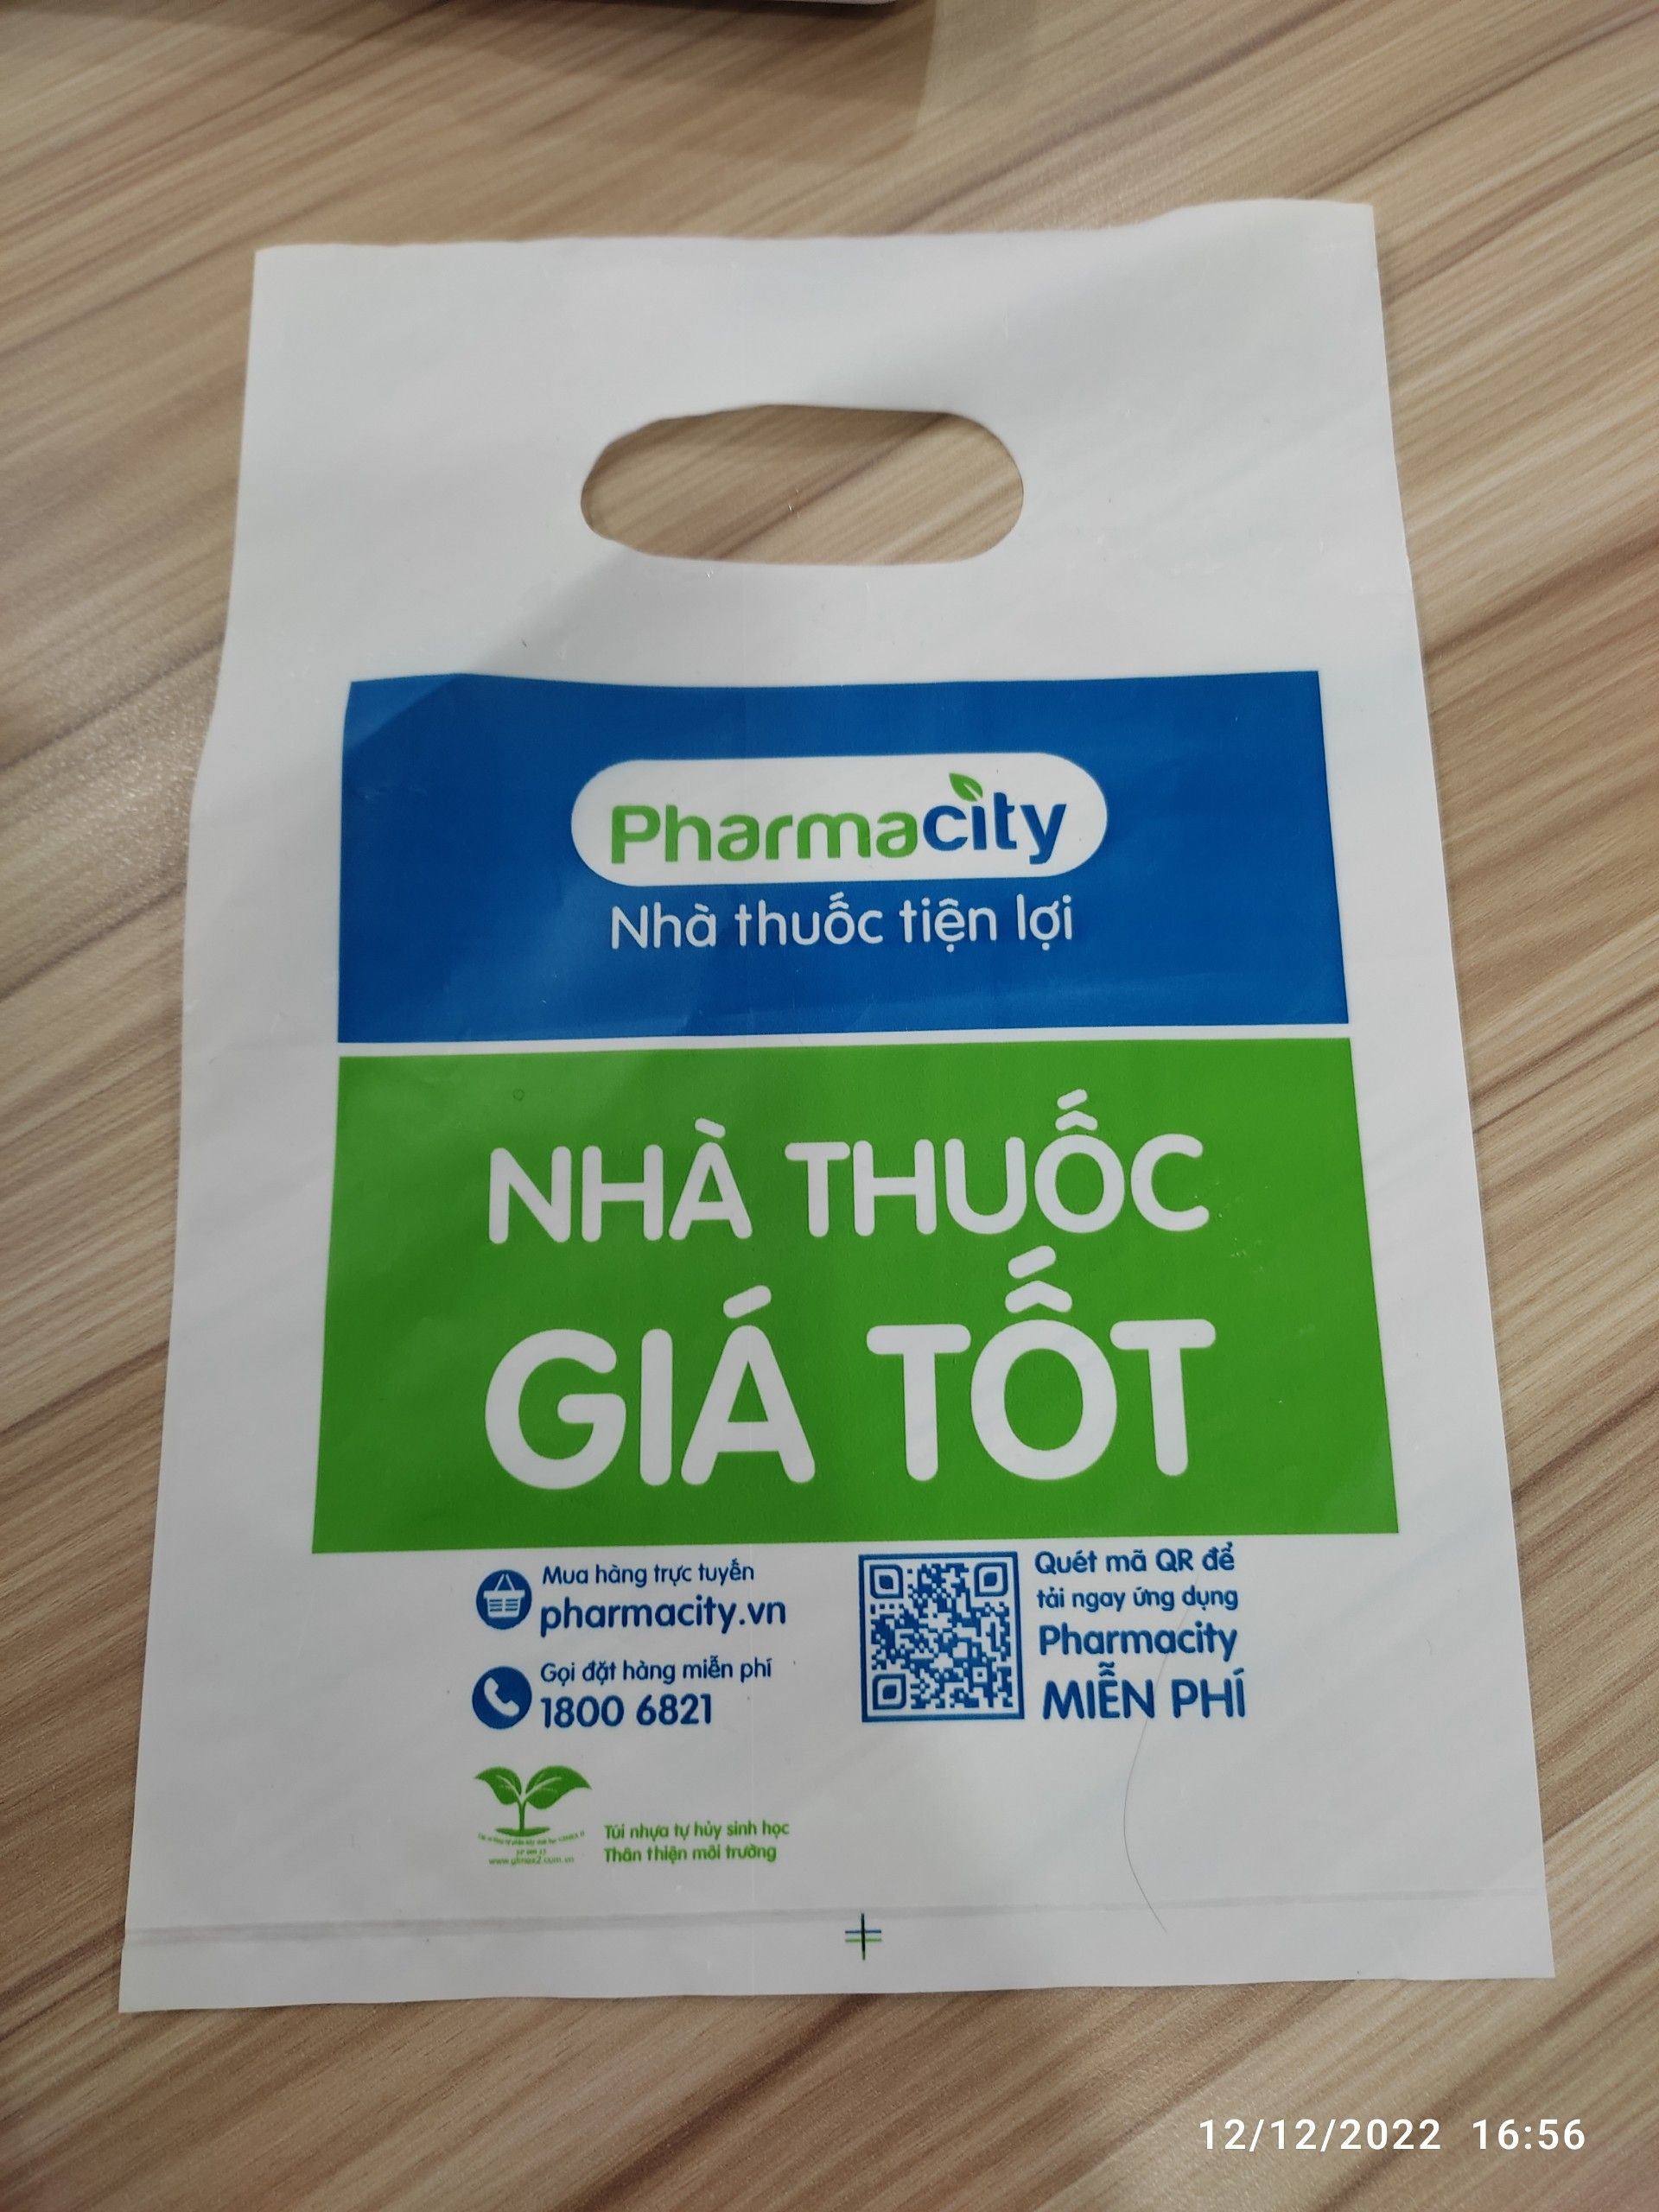 Pharmacity
Nhà thuốc tiện lợi
NHÀ THUỐC
GIÁ TỐT
Mua hàng trực tuyến
pharmacity.vn
Gọi đặt hàng miễn phí
1800 6821
Quét mã QR để
tải ngay ứng dụng
Pharmacity
MIỄN PHÍ
Túi nhựa tự hủy sinh học
Thân thiện môi trường
12/12/2022 16:56